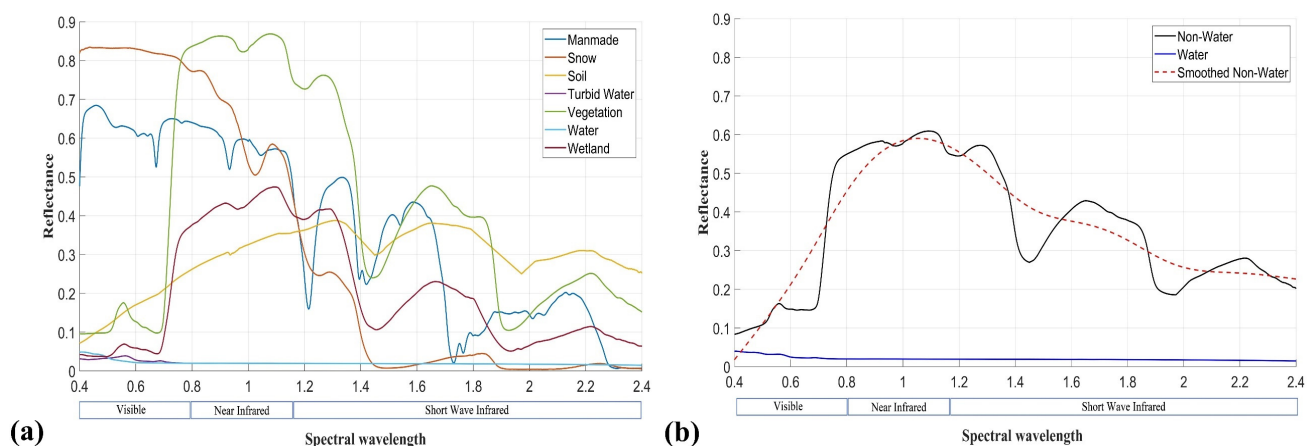 0.9
0.8
0.7
0.6
0.5
0.4
0.3
0.2
0.1
0
Reflectance
Manmade
Snow
Soil
Turbid Water
Vegetation
Water
Wetland
0.4 0.6 0.8 1 1.2 1.4 1.6 1.8 2 2.2 2.4
Visible Near Infrared Short Wave Infrared
(a)
Spectral wavelength
0.9
0.8
0.7
0.6
0.5
0.4
0.3
0.2
0.1
0
Reflectance
Non-Water
Water
Smoothed Non-Water
0.4 0.6 0.8 1 1.2 1.4 1.6 1.8 2 2.2 2.4
Visible Near Infrared Short Wave Infrared
(b)
Spectral wavelength